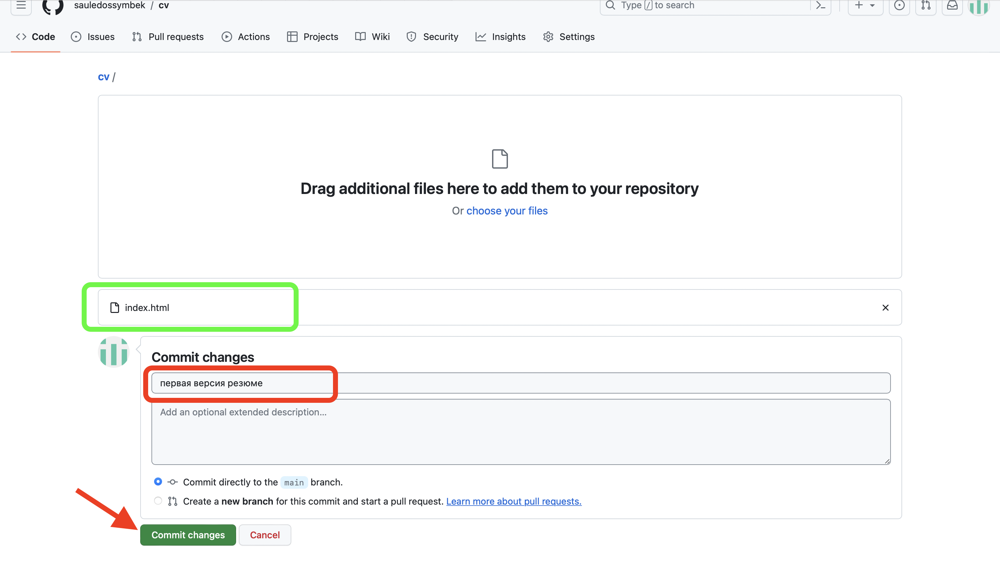 sauledossymbek / cv
Type / to search
Code Issues Pull requests Actions Projects Wiki Security Insights Settings
cv /
Drag additional files here to add them to your repository
Or choose your files
index.html
Commit changes
первая версия резюме
Add an optional extended description...
Commit directly to the main branch.
Create a new branch for this commit and start a pull request. Learn more about pull requests.
Commit changes Cancel